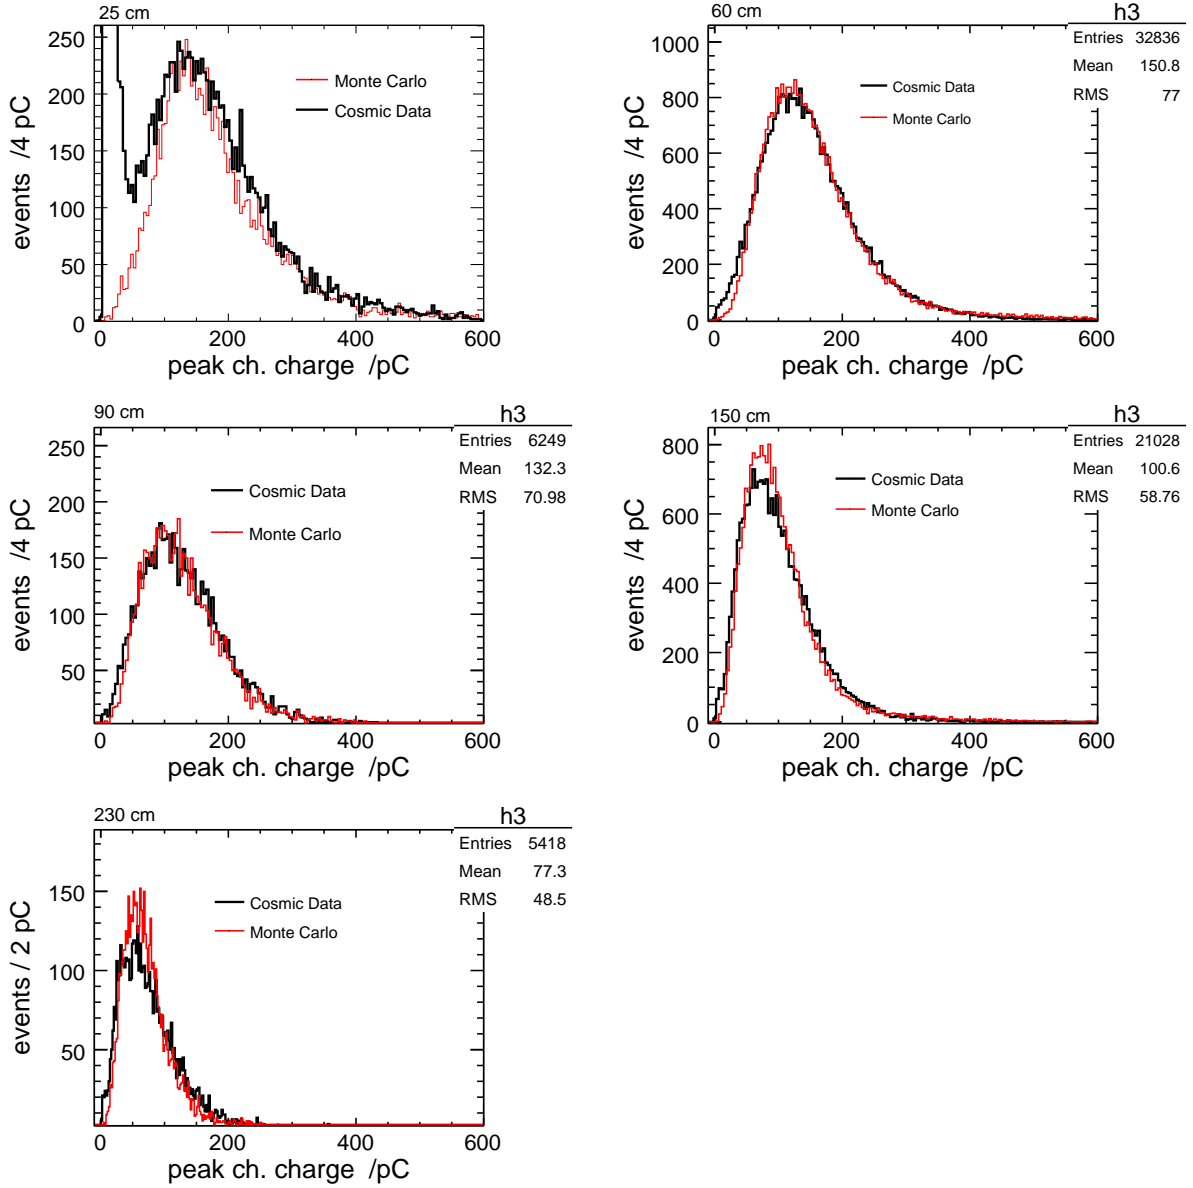 25 cm
250
200
150
100
50
0
0 200 400 600
events /4 pC
peak ch. charge /pC
Monte Carlo
Cosmic Data
60 cm
h3
Entries 32836
Mean 150.8
RMS 77
1000
800
600
400
200
0
0 200 400 600
events /4 pC
peak ch. charge /pC
Cosmic Data
Monte Carlo
90 cm
h3
Entries 6249
Mean 132.3
RMS 70.98
250
200
150
100
50
0 200 400 600
events /4 pC
peak ch. charge /pC
Cosmic Data
Monte Carlo
150 cm
h3
Entries 21028
Mean 100.6
RMS 58.76
800
600
400
200
0
0 200 400 600
events /4 pC
peak ch. charge /pC
Cosmic Data
Monte Carlo
230 cm
h3
Entries 5418
Mean 77.3
RMS 48.5
150
100
50
0 200 400 600
events / 2 pC
peak ch. charge /pC
Cosmic Data
Monte Carlo